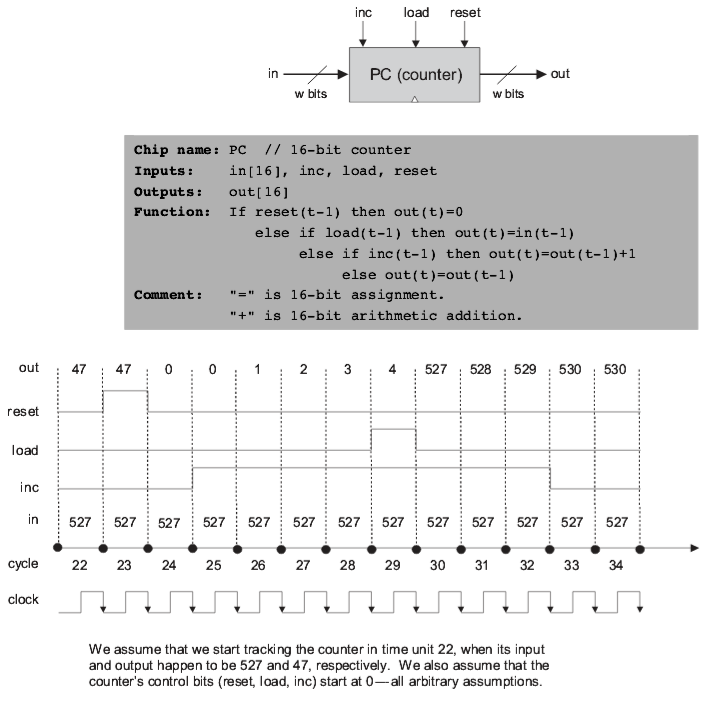 inc load reset
in PC (counter) out
w bits w bits
Chip name: PC // 16-bit counter
Inputs: in[16], inc, load, reset
Outputs: out[16]
Function: If reset(t-1) then out(t)=0
else if load(t-1) then out(t)=in(t-1)
else if inc(t-1) then out(t)=out(t-1)+1
else out(t)=out(t-1)
Comment: "=" is 16-bit assignment.
"+" is 16-bit arithmetic addition.
out 47 47 0 0 1 2 3 4 527 528 529 530 530
reset
load
inc
in 527 527 527 527 527 527 527 527 527 527 527 527 527
cycle 22 23 24 25 26 27 28 29 30 31 32 33 34
clock
We assume that we start tracking the counter in time unit 22, when its input
and output happen to be 527 and 47, respectively. We also assume that the
counter's control bits (reset, load, inc) start at 0—all arbitrary assumptions.